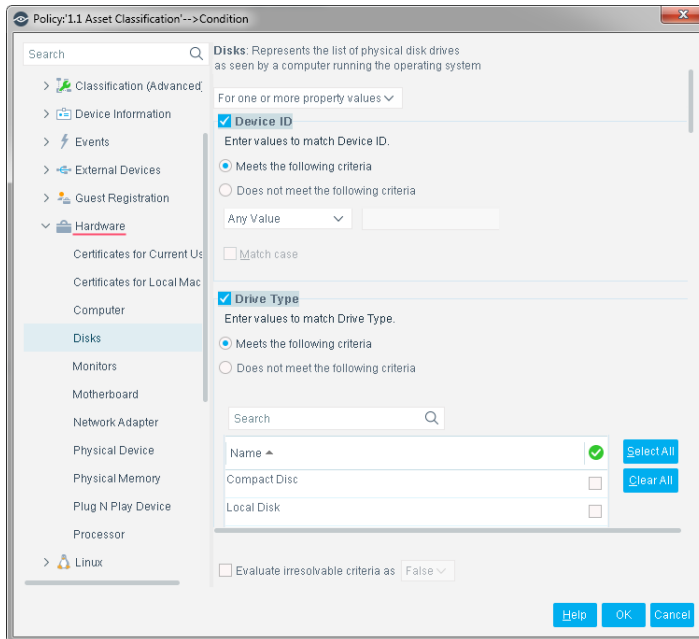 Policy:'1.1 Asset Classification'-->Condition
x
Search
Classification (Advanced)
Device Information
Events
External Devices
Guest Registration
Hardware
Certificates for Current Us
Certificates for Local Mac
Computer
Disks
Monitors
Motherboard
Network Adapter
Physical Device
Physical Memory
Plug N Play Device
Processor
Linux
Disks: Represents the list of physical disk drives
as seen by a computer running the operating system
For one or more property values
Device ID
Enter values to match Device ID.
Meets the following criteria
Does not meet the following criteria
Any Value
Match case
Drive Type
Enter values to match Drive Type.
Meets the following criteria
Does not meet the following criteria
Search
Name
Select All
Compact Disc
Clear All
Local Disk
Evaluate irresolvable criteria as False
Help OK Cancel